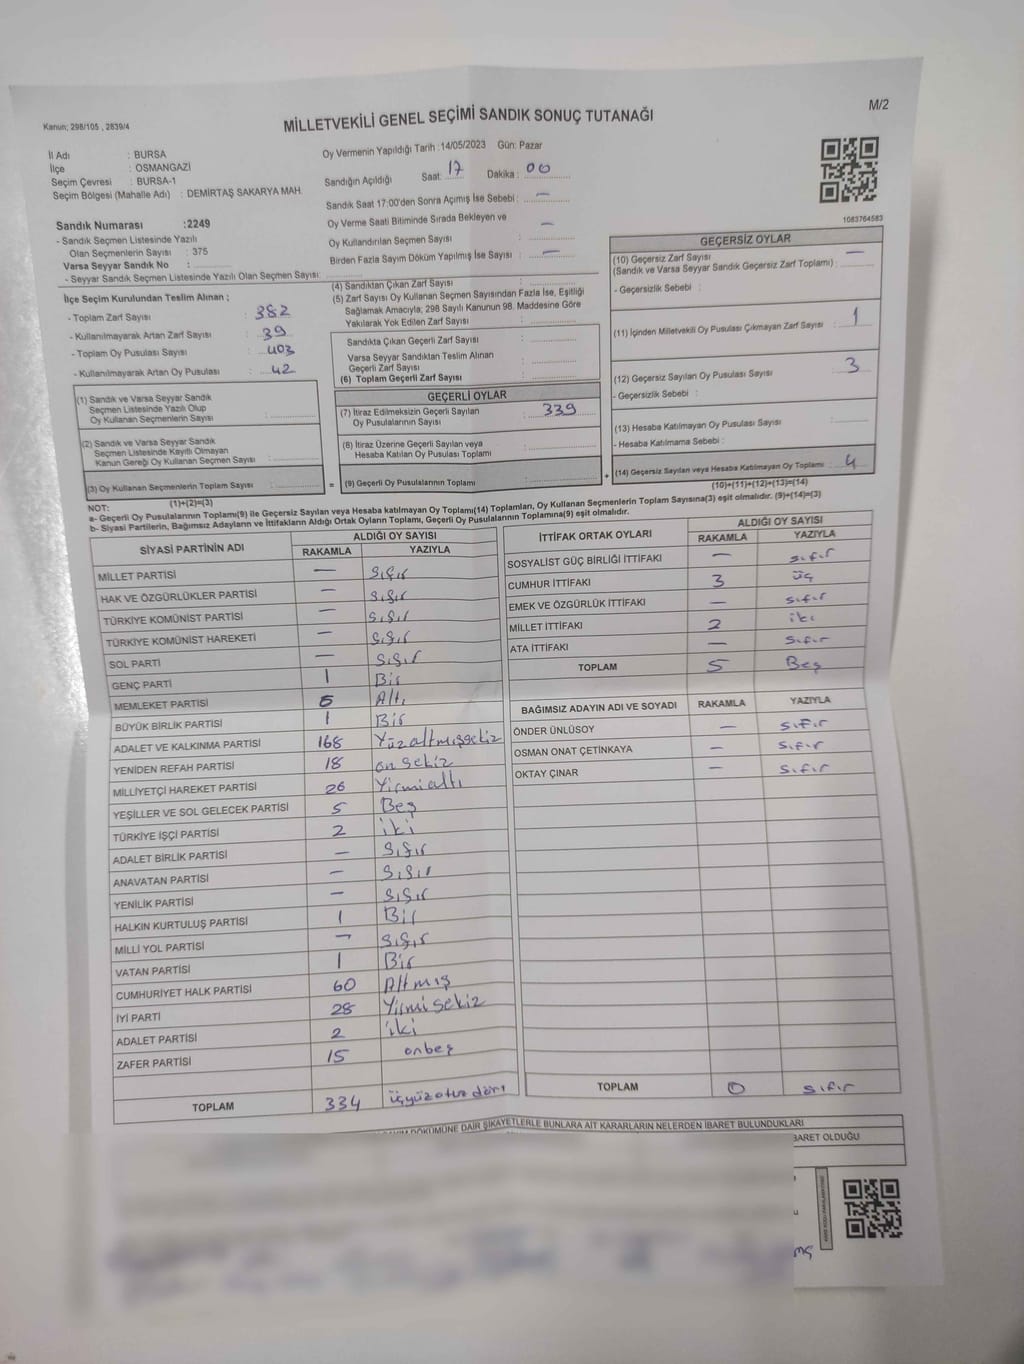 Kanun; 298/105 , 2839/4
MİLLETVEKİLİ GENEL SEÇİMİ SANDIK SONUÇ TUTANAĞI
M/2
İl Adı : BURSA
İlçe : OSMANGAZİ
Seçim Çevresi : BURSA-1
Seçim Bölgesi (Mahalle Adı) : DEMİRTAŞ SAKARYA MAH.
Oy Vermenin Yapıldığı Tarih :14/05/2023 Gün: Pazar
Sandığın Açıldığı Saat: 17 Dakika : 00
Sandık Saat 17:00'den Sonra Açımış İse Sebebi : —
Oy Verme Saati Bitiminde Sırada Bekleyen ve
Oy Kullandırılan Seçmen Sayısı : —
Birden Fazla Sayım Döküm Yapılmış İse Sayısı : —
1083764583
Sandık Numarası :2249
- Sandık Seçmen Listesinde Yazılı
Olan Seçmenlerin Sayısı : 375
Varsa Seyyar Sandık No :
- Seyyar Sandık Seçmen Listesinde Yazılı Olan Seçmen Sayısı:
İlçe Seçim Kurulundan Teslim Alınan ;
- Toplam Zarf Sayısı : 382
- Kullanılmayarak Artan Zarf Sayısı : 39
- Toplam Oy Pusulası Sayısı : 403
- Kullanılmayarak Artan Oy Pusulası : 42
(1) Sandık ve Varsa Seyyar Sandık
Seçmen Listesinde Yazılı Olup
Oy Kullanan Seçmenlerin Sayısı :
(2) Sandık ve Varsa Seyyar Sandık
Seçmen Listesinde Kayıtlı Olmayan
Kanun Gereği Oy Kullanan Seçmen Sayısı :
(3) Oy Kullanan Seçmenlerin Toplam Sayısı :
(1)+(2)=(3)
(4) Sandıktan Çıkan Zarf Sayısı :
(5) Zarf Sayısı Oy Kullanan Seçmen Sayısından Fazla İse, Eşitliği
Sağlamak Amacıyla; 298 Sayılı Kanunun 98. Maddesine Göre
Yakılarak Yok Edilen Zarf Sayısı :
Sandıkta Çıkan Geçerli Zarf Sayısı :
Varsa Seyyar Sandıktan Teslim Alınan
Geçerli Zarf Sayısı :
(6) Toplam Geçerli Zarf Sayısı :
GEÇERLİ OYLAR
(7) İtiraz Edilmeksizin Geçerli Sayılan
Oy Pusulalarının Sayısı : 339
(8) İtiraz Üzerine Geçerli Sayılan veya
Hesaba Katılan Oy Pusulası Toplamı :
= (9) Geçerli Oy Pusulalarının Toplamı : +
GEÇERSİZ OYLAR
(10) Geçersiz Zarf Sayısı : —
(Sandık ve Varsa Seyyar Sandık Geçersiz Zarf Toplamı)
- Geçersizlik Sebebi :
(11) İçinden Milletvekili Oy Pusulası Çıkmayan Zarf Sayısı : 1
(12) Geçersiz Sayılan Oy Pusulası Sayısı : 3
- Geçersizlik Sebebi :
(13) Hesaba Katılmayan Oy Pusulası Sayısı :
- Hesaba Katılmama Sebebi :
(14) Geçersiz Sayılan veya Hesaba Katılmayan Oy Toplamı : 4
(10)+(11)+(12)+(13)=(14)
NOT:
a- Geçerli Oy Pusulalarının Toplamı(9) ile Geçersiz Sayılan veya Hesaba katılmayan Oy Toplamı(14) Toplamları, Oy Kullanan Seçmenlerin Toplam Sayısına(3) eşit olmalıdır. (9)+(14)=(3)
b- Siyasi Partilerin, Bağımsız Adayların ve İttifakların Aldığı Ortak Oyların Toplamı, Geçerli Oy Pusulalarının Toplamına(9) eşit olmalıdır.
SİYASİ PARTİNİN ADI ALDIĞI OY SAYISI
RAKAMLA YAZIYLA
MİLLET PARTİSİ — Sıfır
HAK VE ÖZGÜRLÜKLER PARTİSİ — Sıfır
TÜRKİYE KOMÜNİST PARTİSİ — Sıfır
TÜRKİYE KOMÜNİST HAREKETİ — Sıfır
SOL PARTİ — Sıfır
GENÇ PARTİ 1 Bir
MEMLEKET PARTİSİ 6 Altı
BÜYÜK BİRLİK PARTİSİ 1 Bir
ADALET VE KALKINMA PARTİSİ 168 Yüzaltmışsekiz
YENİDEN REFAH PARTİSİ 18 on sekiz
MİLLİYETÇİ HAREKET PARTİSİ 26 Yirmialtı
YEŞİLLER VE SOL GELECEK PARTİSİ 5 Beş
TÜRKİYE İŞÇİ PARTİSİ 2 iki
ADALET BİRLİK PARTİSİ — Sıfır
ANAVATAN PARTİSİ — Sıfır
YENİLİK PARTİSİ — Sıfır
HALKIN KURTULUŞ PARTİSİ 1 Bir
MİLLİ YOL PARTİSİ — Sıfır
VATAN PARTİSİ 1 Bir
CUMHURİYET HALK PARTİSİ 60 Altmış
İYİ PARTİ 28 Yirmisekiz
ADALET PARTİSİ 2 iki
ZAFER PARTİSİ 15 onbeş
TOPLAM 334 üçyüzotuzdört
İTTİFAK ORTAK OYLARI ALDIĞI OY SAYISI
RAKAMLA YAZIYLA
SOSYALİST GÜÇ BİRLİĞİ İTTİFAKI — sıfır
CUMHUR İTTİFAKI 3 üç
EMEK VE ÖZGÜRLÜK İTTİFAKI — sıfır
MİLLET İTTİFAKI 2 iki
ATA İTTİFAKI — sıfır
TOPLAM 5 Beş
BAĞIMSIZ ADAYIN ADI VE SOYADI RAKAMLA YAZIYLA
ÖNDER ÜNLÜSOY — sıfır
OSMAN ONAT ÇETİNKAYA — sıfır
OKTAY ÇINAR — sıfır
TOPLAM 0 sıfır
DÖKÜMÜNE DAİR ŞİKAYETLERLE BUNLARA AİT KARARLARIN NELERDEN İBARET BULUNDUKLARI
İBARET OLDUĞU